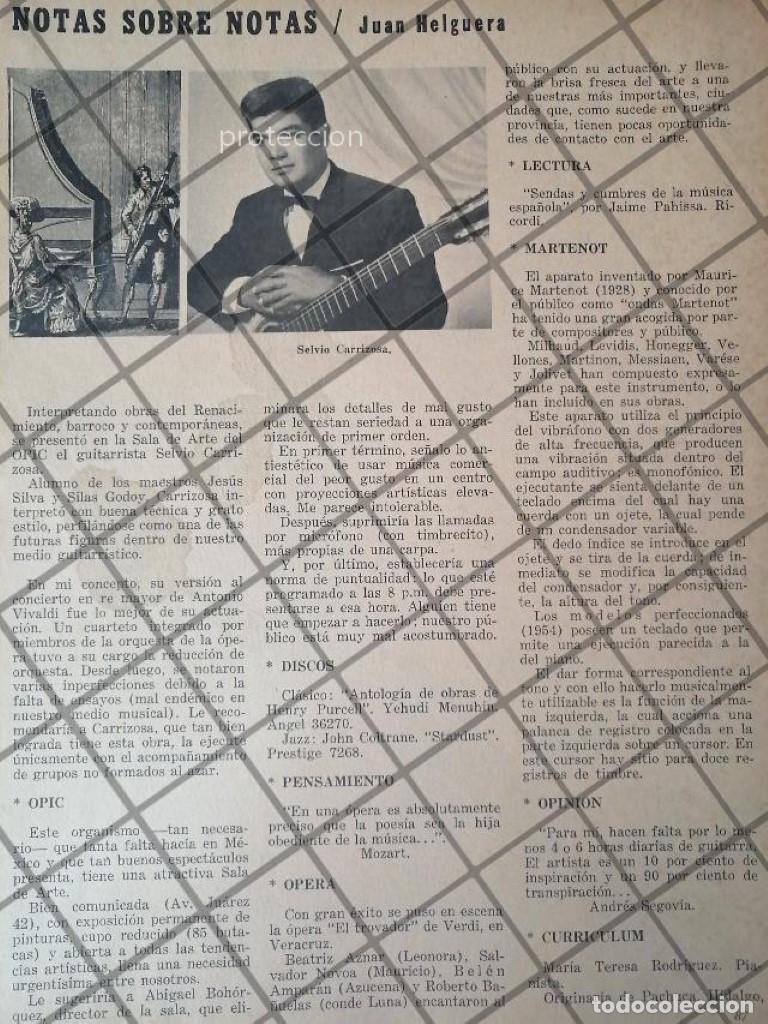 NOTAS SOBRE NOTAS / Juan Helguera
proteccion
Selvio Carrizosa.
Interpretando obras del Renaci-
miento, barroco y contemporáneas,
se presentó en la Sala de Arte del
OPIC el guitarrista Selvio Carri-
zosa.
Alumno de los maestros Jesús
Silva y Silas Godoy, Carrizosa in-
terpretó con buena técnica y grato
estilo, perfilándose como una de las
futuras figuras dentro de nuestro
medio guitarrístico.
En mi concepto, su versión al
concierto en re mayor de Antonio
Vivaldi fue lo mejor de su actua-
ción. Un cuarteto integrado por
miembros de la orquesta de la ópe-
ra tuvo a su cargo la reducción de
orquesta. Desde luego, se notaron
varias imperfecciones debido a la
falta de ensayos (mal endémico en
nuestro medio musical). Le reco-
mendaría a Carrizosa, que tan bien
lograda tiene esta obra, la ejecute
únicamente con el acompañamiento
de grupos no formados al azar.
* OPIC
Este organismo —tan necesa-
rio— que tanta falta hacía en Mé-
xico y que tan buenos espectáculos
presenta, tiene una atractiva Sala
de Arte.
Bien comunicada (Av. Juárez
42), con exposición permanente de
pinturas, cupo reducido (85 buta-
cas) y abierta a todas las tenden-
cias artísticas, llena una necesidad
urgentísima entre nosotros.
Le sugeriría a Abigael Bohór-
quez, director de la sala, que eli-
minara los detalles de mal gusto
que le restan seriedad a una orga-
nización de primer orden.
En primer término, señalo lo an-
tiestético de usar música comer-
cial del peor gusto en un centro
con proyecciones artísticas eleva-
das. Me parece intolerable.
Después, suprimiría las llamadas
por micrófono (con timbrecito),
más propias de una carpa.
Y, por último, establecería una
norma de puntualidad: lo que esté
programado a las 8 p.m. debe pre-
sentarse a esa hora. Alguien tiene
que empezar a hacerlo; nuestro pú-
blico está muy mal acostumbrado.
* DISCOS
Clásico: "Antología de obras de
Henry Purcell". Yehudi Menuhin.
Angel 36270.
Jazz: John Coltrane. "Stardust".
Prestige 7268.
* PENSAMIENTO
"En una ópera es absolutamente
preciso que la poesía sea la hija
obediente de la música...".
Mozart.
* OPERA
Con gran éxito se puso en escena
la ópera "El trovador" de Verdi, en
Veracruz.
Beatriz Aznar (Leonora), Sal-
vador Novoa (Mauricio), Belén
Amparán (Azucena) y Roberto Ba-
ñuelas (conde Luna) encantaron al
público con su actuación, y lleva-
ron la brisa fresca del arte a una
de nuestras más importantes, ciu-
dades que, como sucede en nuestra
provincia, tienen pocas oportunida-
des de contacto con el arte.
* LECTURA
"Sendas y cumbres de la música
española", por Jaime Pahissa. Ri-
cordi.
* MARTENOT
El aparato inventado por Mauri-
ce Martenot (1928) y conocido por
el público como "ondas Martenot"
ha tenido una gran acogida por par-
te de compositores y público.
Milhaud, Levidis, Honegger, Ve-
llones, Martinon, Messiaen, Varése
y Jolivet han compuesto expresa-
mente para este instrumento, o lo
han incluido en sus obras.
Este aparato utiliza el principio
del vibráfono con dos generadores
de alta frecuencia, que producen
una vibración situada dentro del
campo auditivo; es monofónico. El
ejecutante se sienta delante de un
teclado encima del cual hay una
cuerda con un ojete, la cual pende
de un condensador variable.
El dedo índice se introduce en el
ojete y se tira de la cuerda; de in-
mediato se modifica la capacidad
del condensador y, por consiguien-
te, la altura del tono.
Los modelos perfeccionados
(1954) poseen un teclado que per-
mite una ejecución parecida a la
del piano.
El dar forma correspondiente al
tono y con ello hacerlo musicalmen-
te utilizable es la función de la ma-
no izquierda, la cual acciona una
palanca de registro colocada en la
parte izquierda sobre un cursor. En
este cursor hay sitio para doce re-
gistros de timbre.
* OPINION
"Para mí, hacen falta por lo me-
nos 4 o 6 horas diarias de guitarra.
El artista es un 10 por ciento de
inspiración y un 90 por ciento de
transpiración...
Andrés Segovia.
* CURRICULUM
María Teresa Rodríguez. Pia-
nista.
Originaria de Pachuca, Hidalgo,
todocoleccion
47